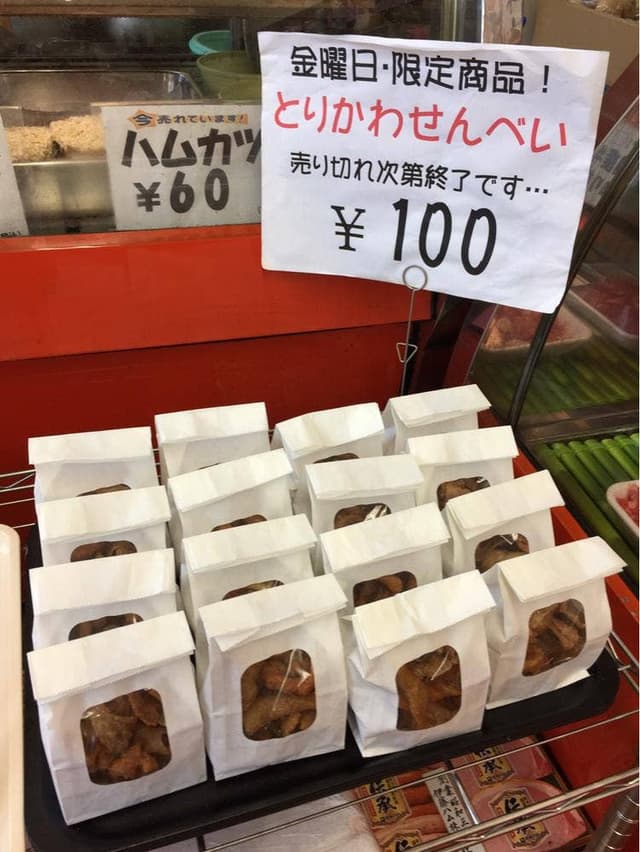 金曜日・限定商品！
とりかわせんべい
売り切れ次第終了です…
￥100
今売れています！
ハムカツ
￥60